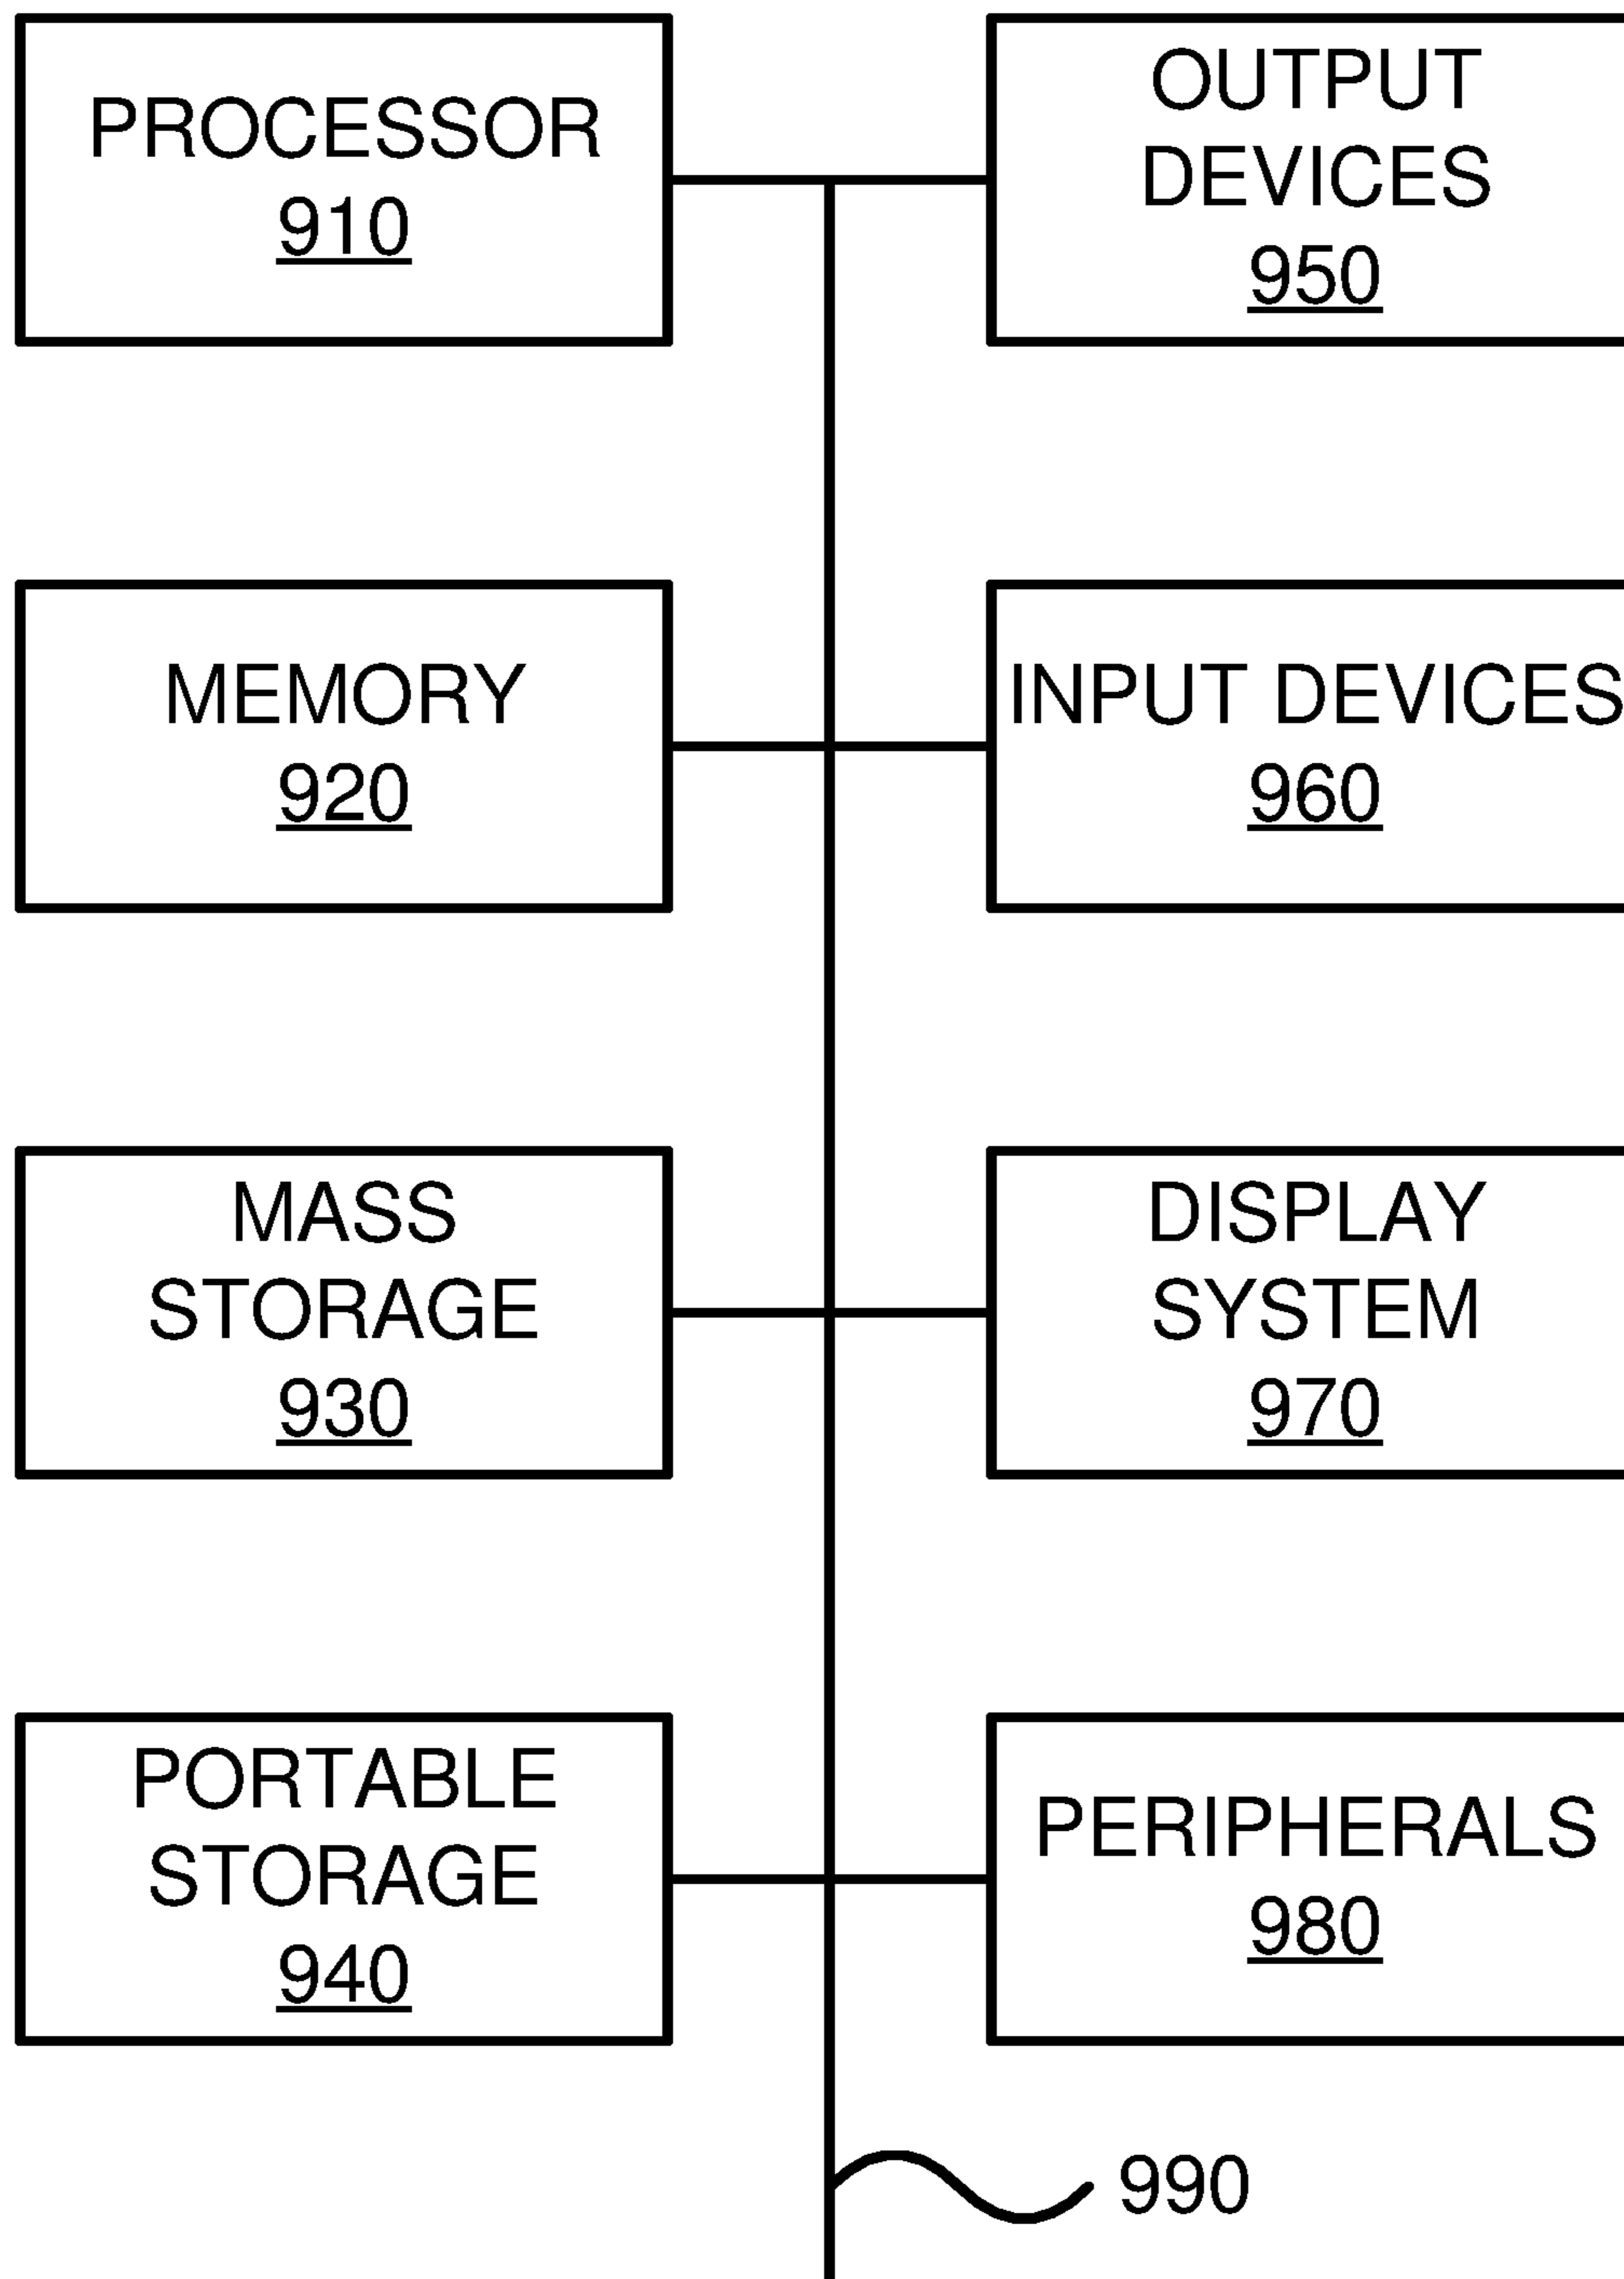 PROCESSOR
910
OUTPUT
DEVICES
950
MEMORY
920
INPUT DEVICES
960
MASS
STORAGE
930
DISPLAY
SYSTEM
970
PORTABLE
STORAGE
940
PERIPHERALS
980
990